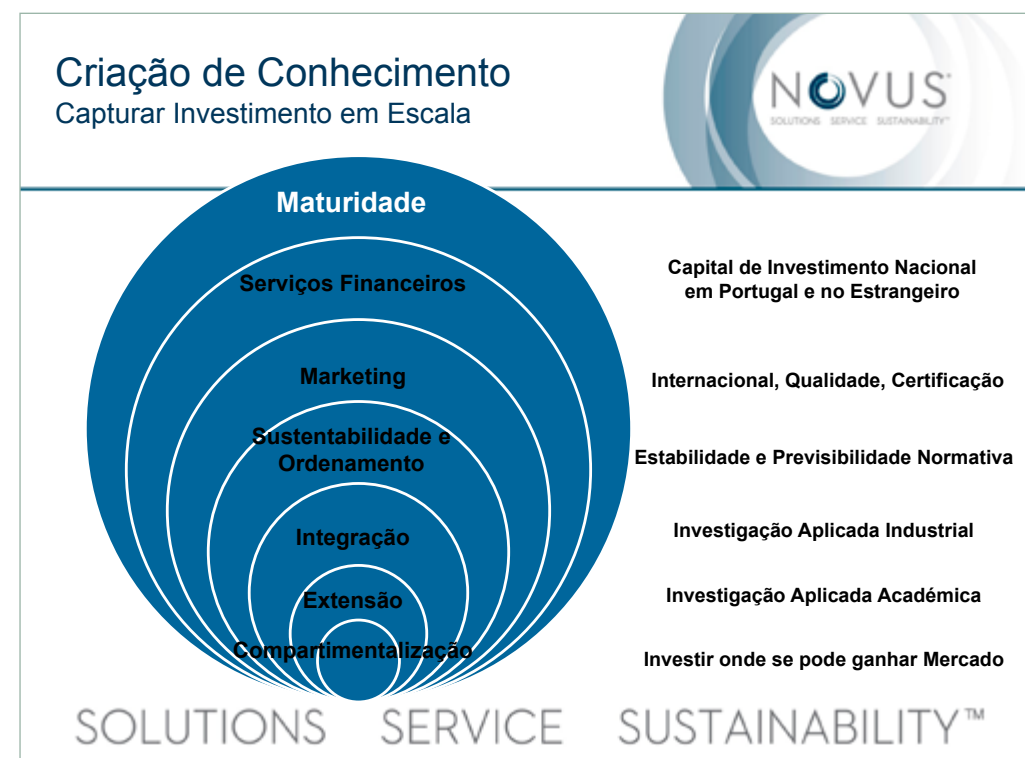 Criação de Conhecimento
Capturar Investimento em Escala
NOVUS
SOLUTIONS SERVICE SUSTAINABILITY™
Maturidade
Serviços Financeiros
Capital de Investimento Nacional
em Portugal e no Estrangeiro
Marketing
Internacional, Qualidade, Certificação
Sustentabilidade e
Ordenamento
Estabilidade e Previsibilidade Normativa
Integração
Investigação Aplicada Industrial
Extensão
Investigação Aplicada Académica
Compartimentalização
Investir onde se pode ganhar Mercado
SOLUTIONS SERVICE SUSTAINABILITY™